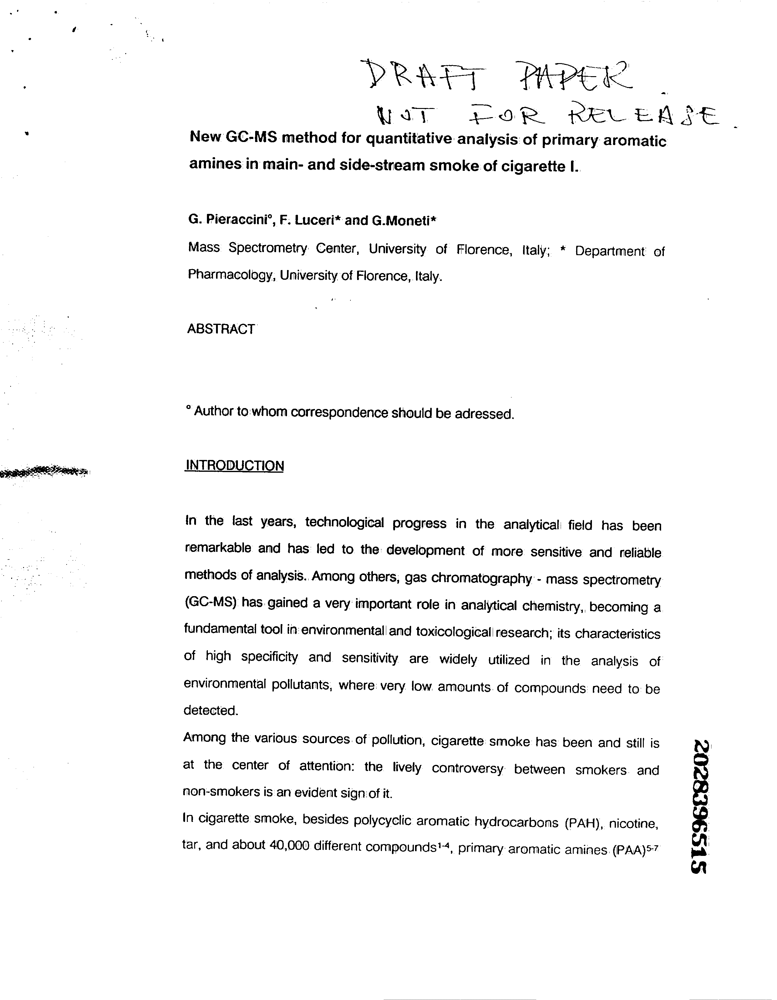 DRAFT PAPER
NOT FOR RELEASE.
New GC-MS method for quantitative analysis of primary aromatic
amines in main- and side-stream smoke of cigarette I.
G. Pieraccini°, F. Luceri* and G.Moneti*
Mass Spectrometry Center, University of Florence, Italy; * Department of
Pharmacology, University of Florence, Italy.
ABSTRACT
° Author to whom correspondence should be adressed.
INTRODUCTION
In the last years, technological progress in the analytical field has been
remarkable and has led to the development of more sensitive and reliable
methods of analysis. Among others, gas chromatography - mass spectrometry
(GC-MS) has gained a very important role in analytical chemistry, becoming a
fundamental tool in environmental and toxicological research; its characteristics
of high specificity and sensitivity are widely utilized in the analysis of
environmental pollutants, where very low amounts of compounds need to be
detected.
Among the various sources of pollution, cigarette smoke has been and still is
at the center of attention: the lively controversy between smokers and
non-smokers is an evident sign of it.
In cigarette smoke, besides polycyclic aromatic hydrocarbons (PAH), nicotine,
tar, and about 40,000 different compounds¹⁻⁴, primary aromatic amines (PAA)⁵⁻⁷
2028396515